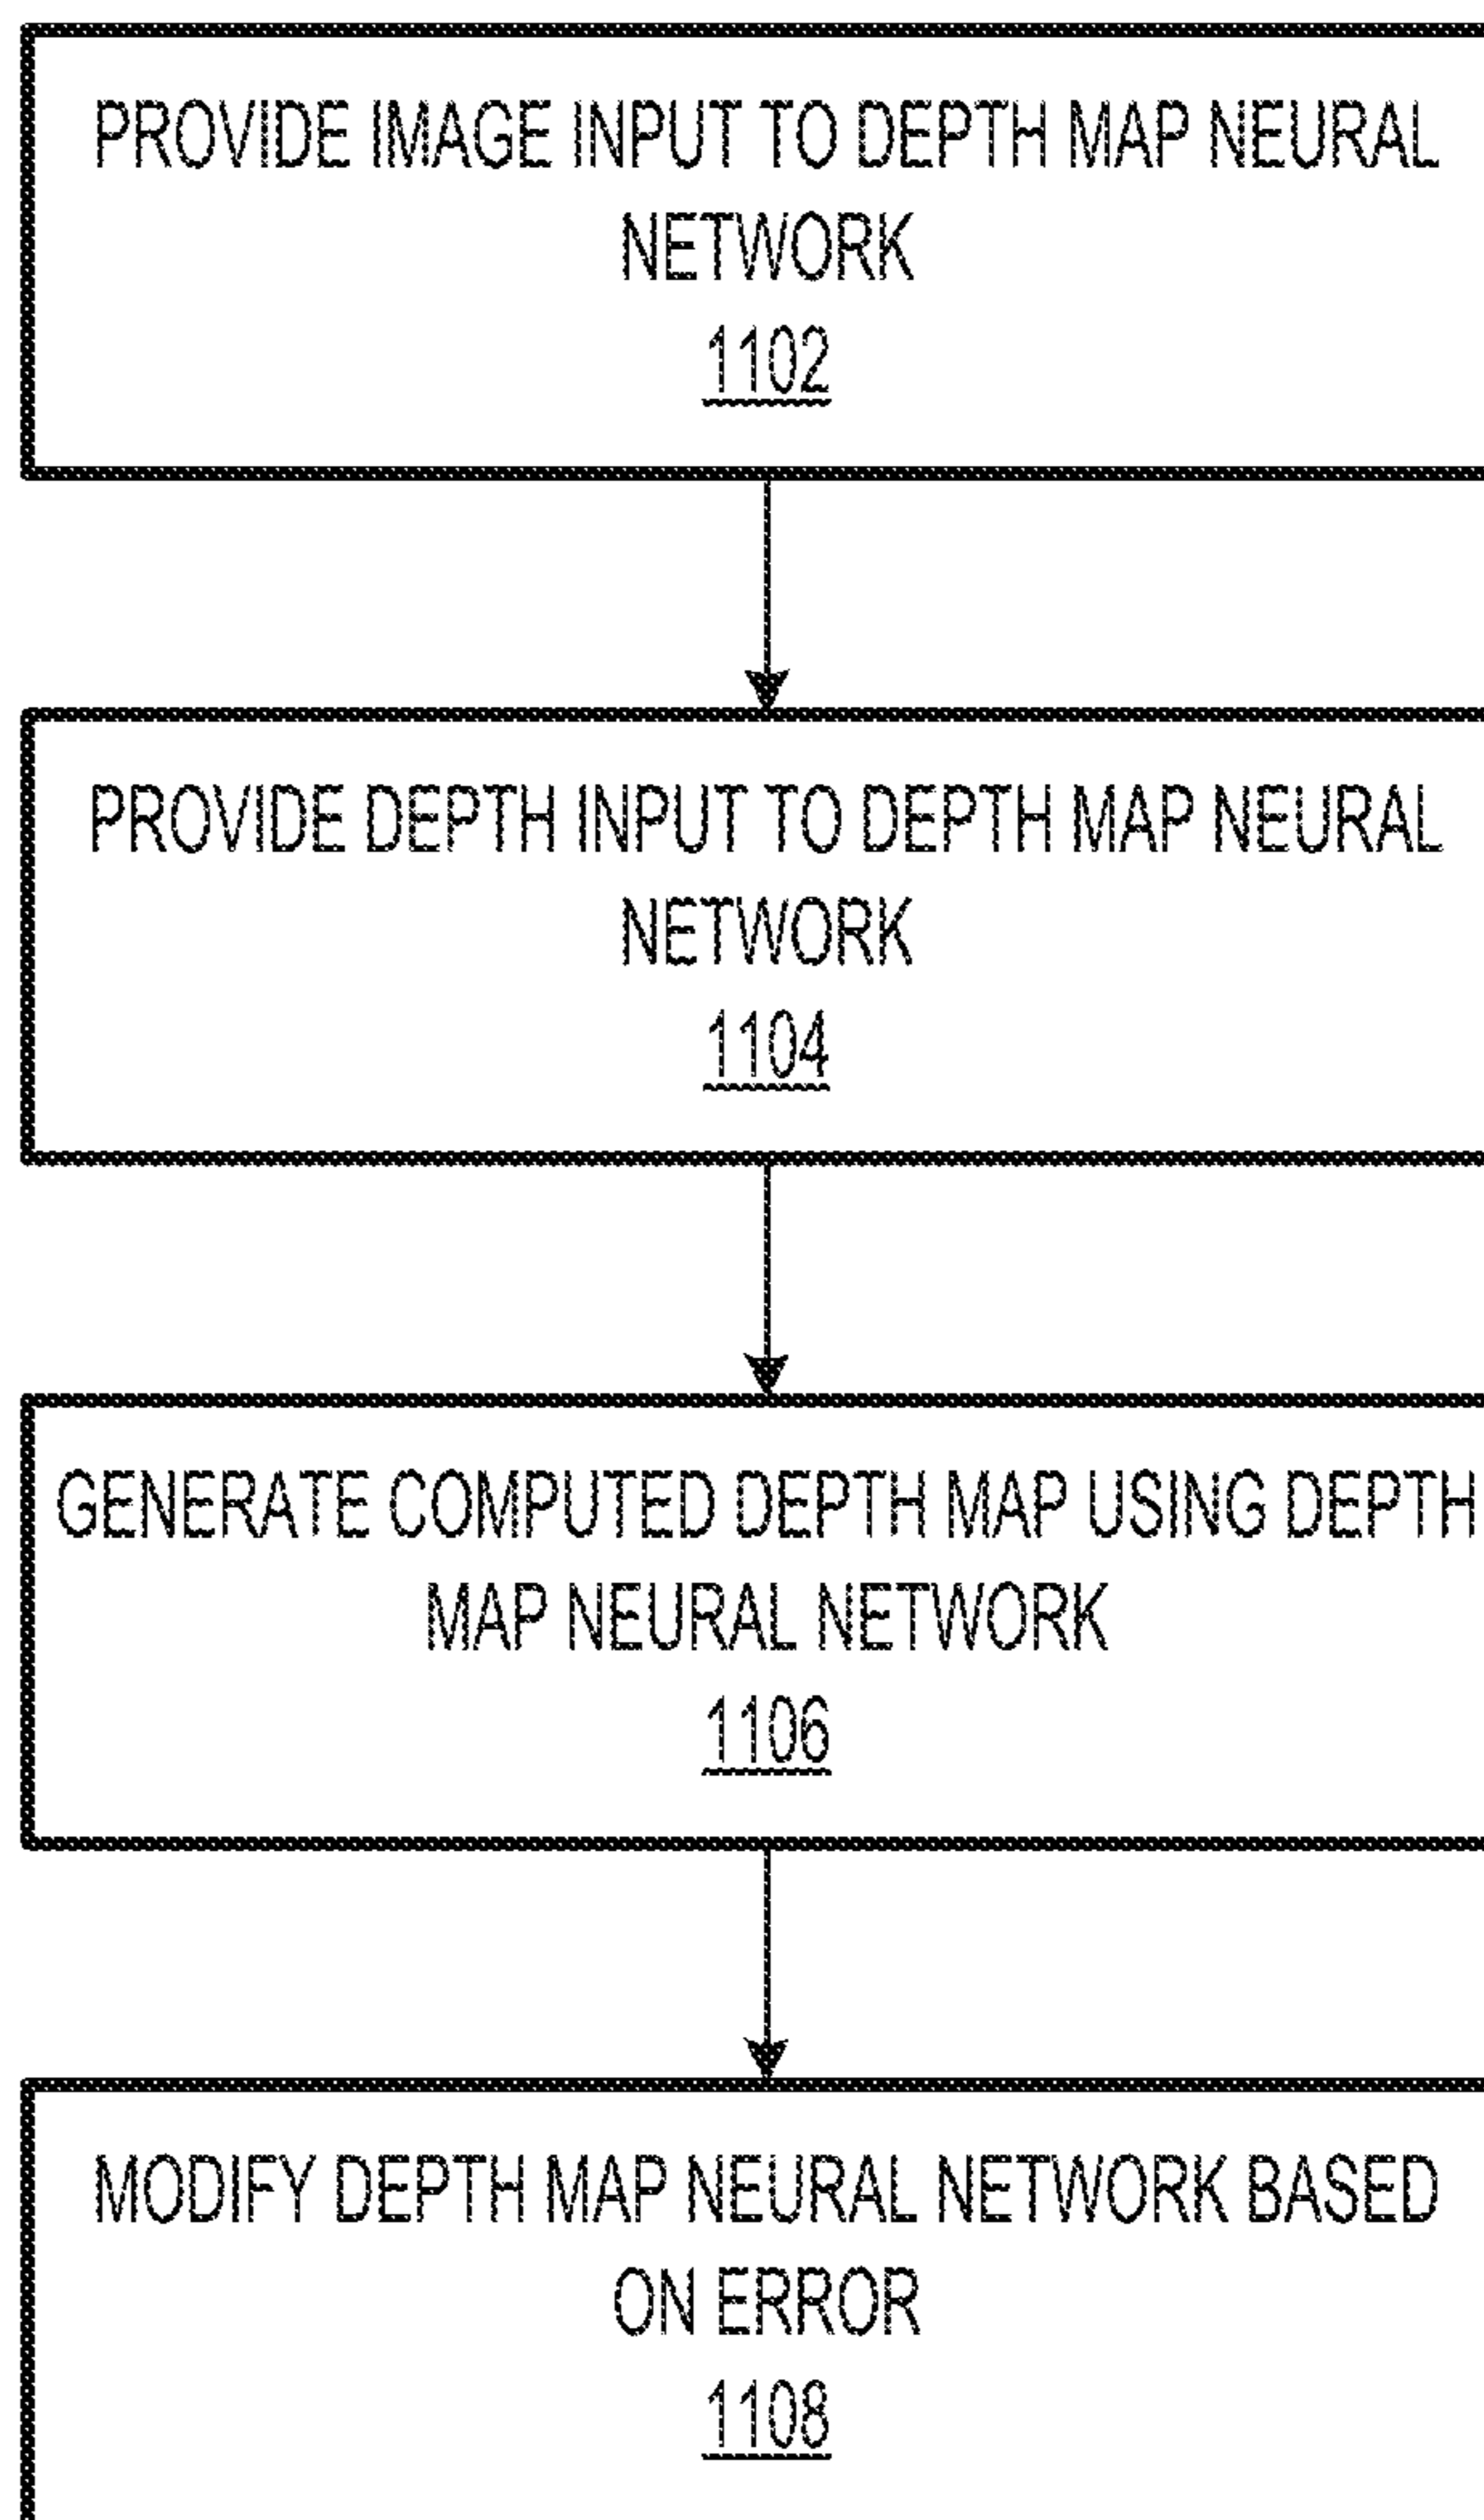 PROVIDE IMAGE INPUT TO DEPTH MAP NEURAL
NETWORK
1102
PROVIDE DEPTH INPUT TO DEPTH MAP NEURAL
NETWORK
1104
GENERATE COMPUTED DEPTH MAP USING DEPTH
MAP NEURAL NETWORK
1106
MODIFY DEPTH MAP NEURAL NETWORK BASED
ON ERROR
1108